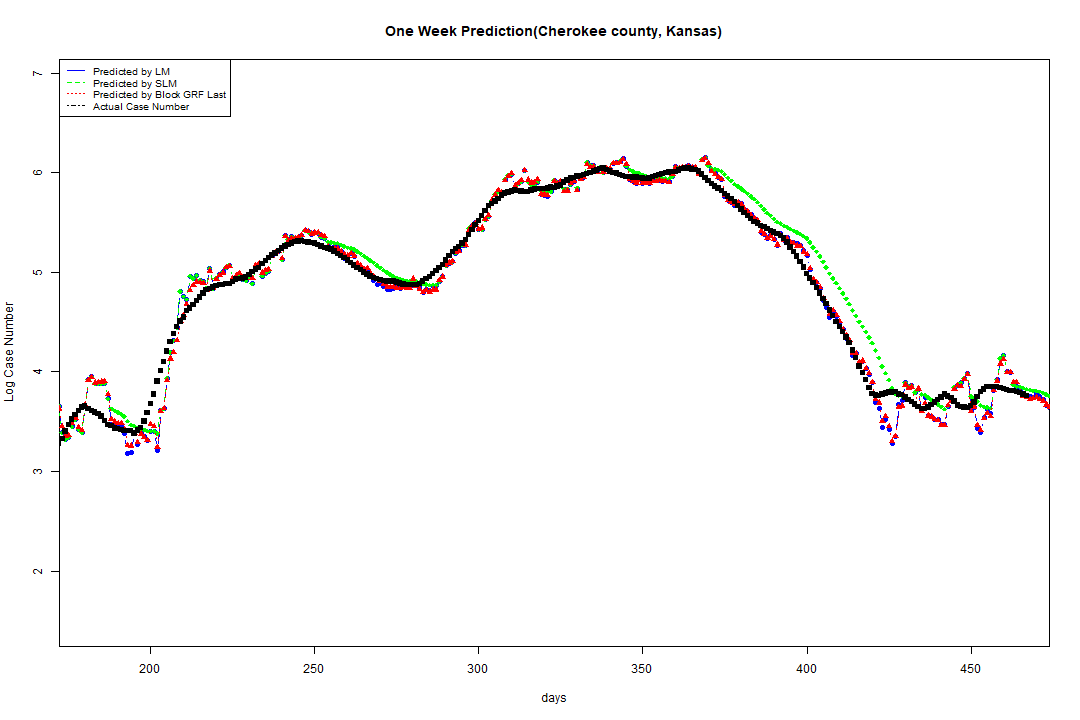 One Week Prediction(Cherokee county, Kansas)
Predicted by LM
Predicted by SLM
Predicted by Block GRF Last
Actual Case Number
7
6
5
4
3
2
Log Case Number
200 250 300 350 400 450
days